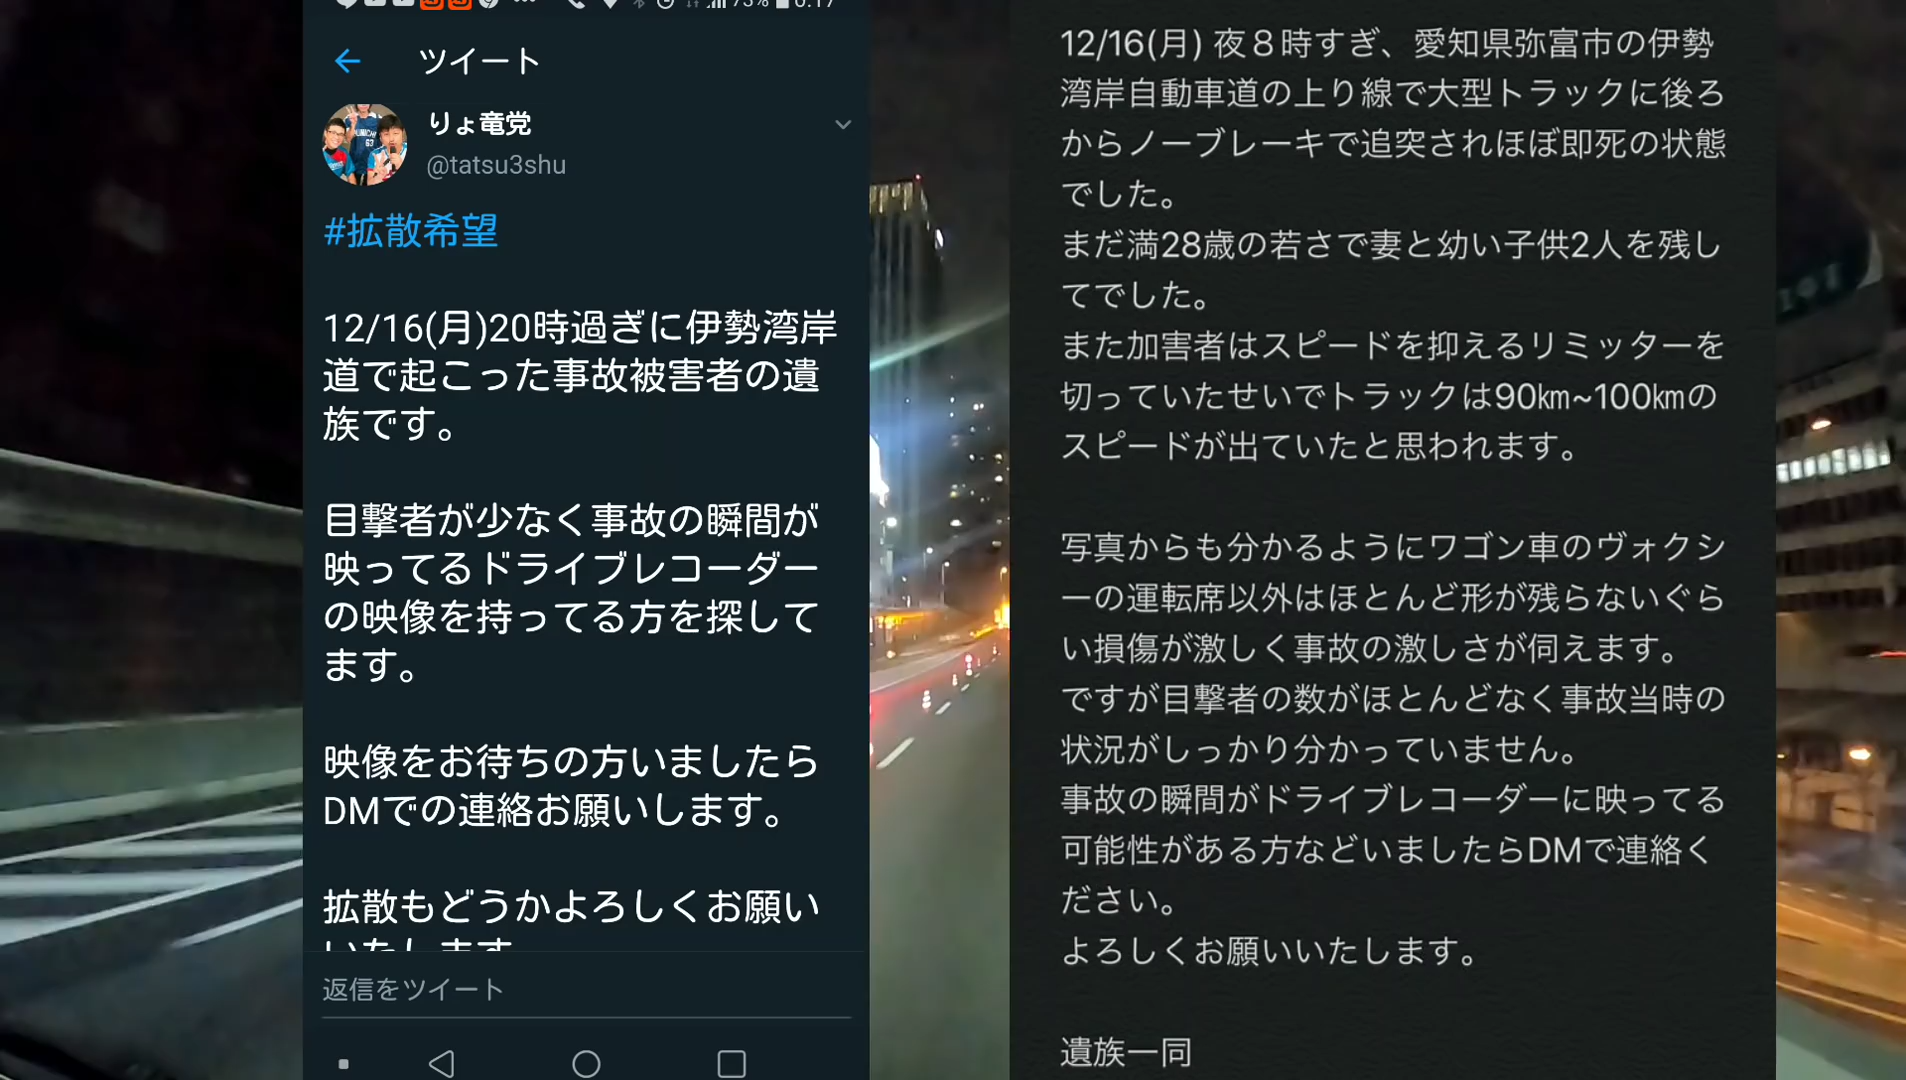 73% 6:17
ツイート
りょ竜党
@tatsu3shu
#拡散希望
12/16(月)20時過ぎに伊勢湾岸
道で起こった事故被害者の遺
族です。
目撃者が少なく事故の瞬間が
映ってるドライブレコーダー
の映像を持ってる方を探して
ます。
映像をお待ちの方いましたら
DMでの連絡お願いします。
拡散もどうかよろしくお願い
いたします
返信をツイート
12/16(月) 夜８時すぎ、愛知県弥富市の伊勢
湾岸自動車道の上り線で大型トラックに後ろ
からノーブレーキで追突されほぼ即死の状態
でした。
まだ満28歳の若さで妻と幼い子供2人を残し
てでした。
また加害者はスピードを抑えるリミッターを
切っていたせいでトラックは90㎞~100㎞の
スピードが出ていたと思われます。
写真からも分かるようにワゴン車のヴォクシ
ーの運転席以外はほとんど形が残らないぐら
い損傷が激しく事故の激しさが伺えます。
ですが目撃者の数がほとんどなく事故当時の
状況がしっかり分かっていません。
事故の瞬間がドライブレコーダーに映ってる
可能性がある方などいましたらDMで連絡く
ださい。
よろしくお願いいたします。
遺族一同